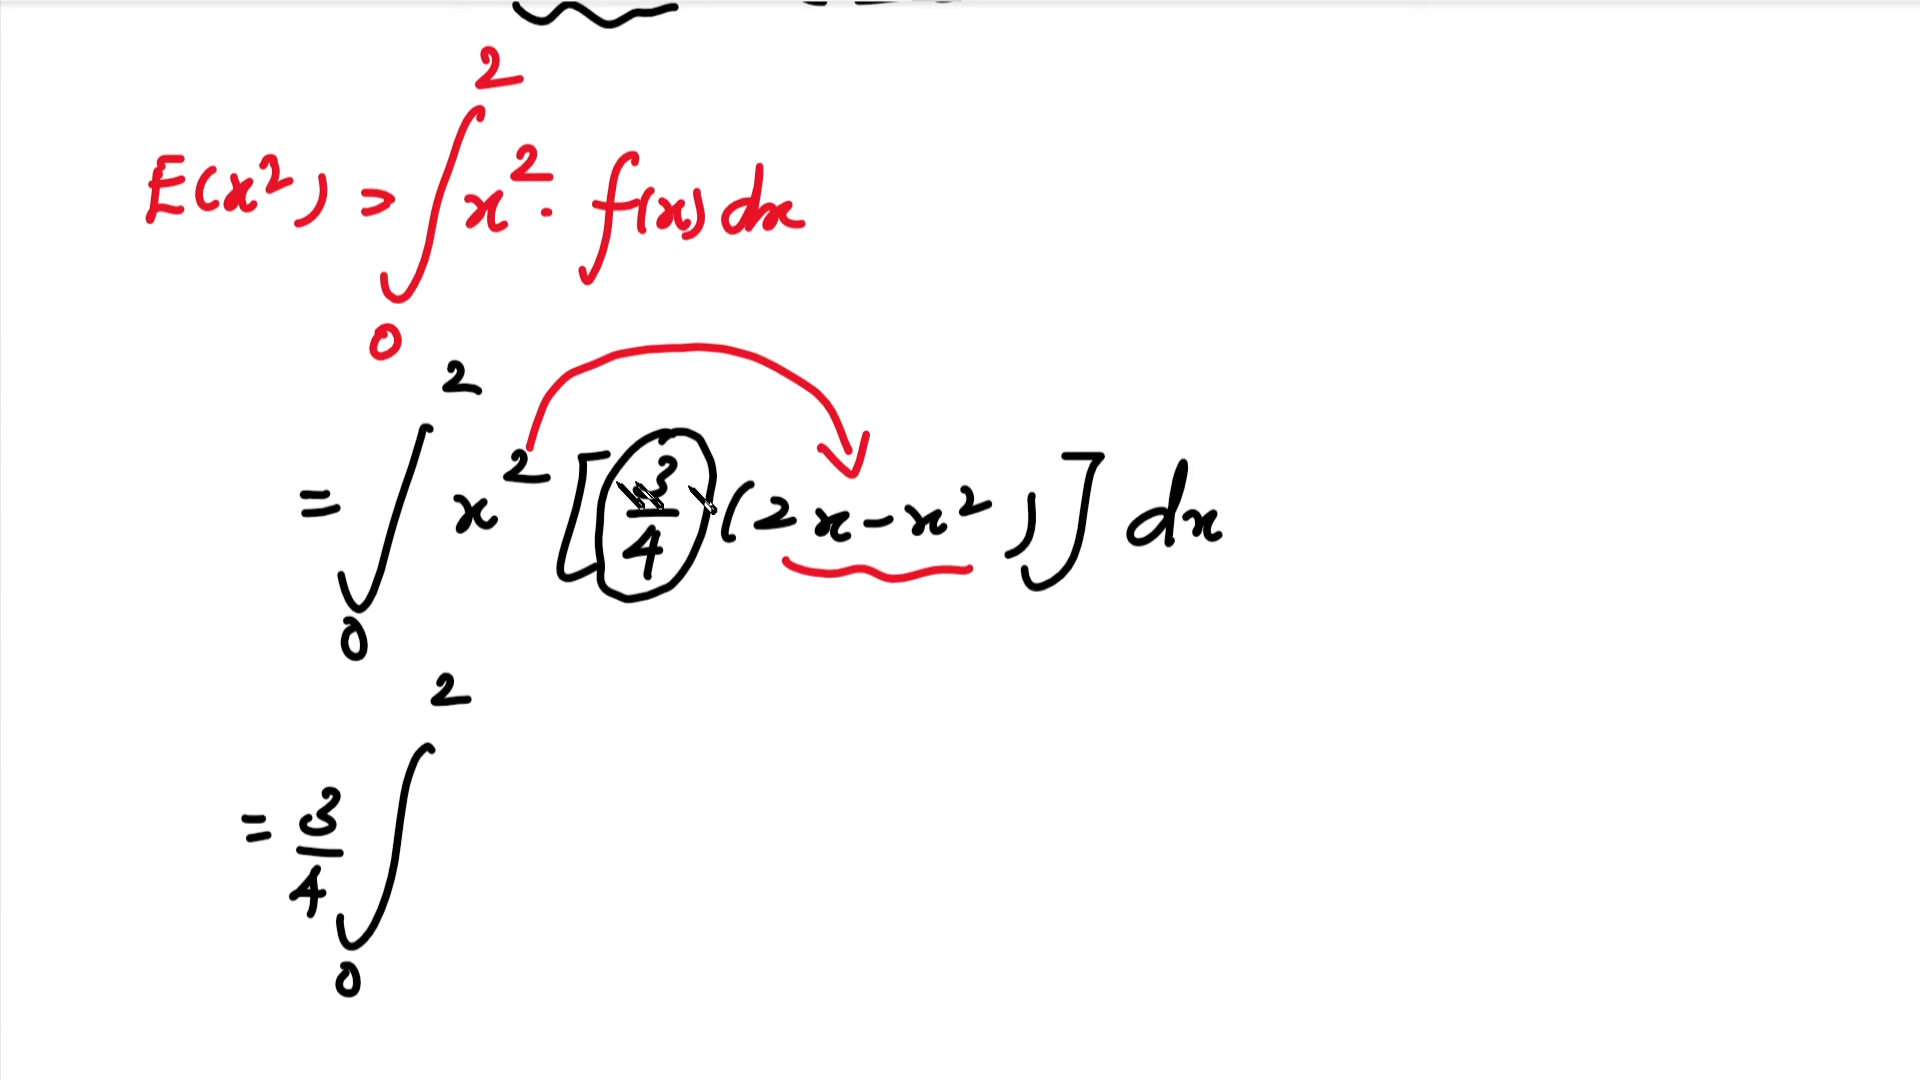 E(x²) = ∫₀² x² · f(x) dx
= ∫₀² x² [3/4 (2x - x²)] dx
= 3/4 ∫₀²